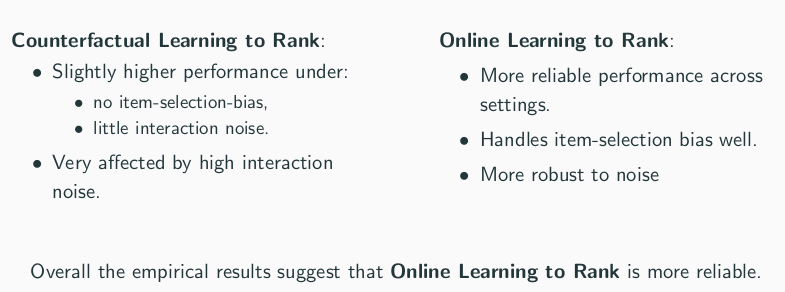 Counterfactual Learning to Rank:
• Slightly higher performance under:
• no item-selection-bias,
• little interaction noise.
• Very affected by high interaction
noise.
Online Learning to Rank:
• More reliable performance across
settings.
• Handles item-selection bias well.
• More robust to noise
Overall the empirical results suggest that Online Learning to Rank is more reliable.